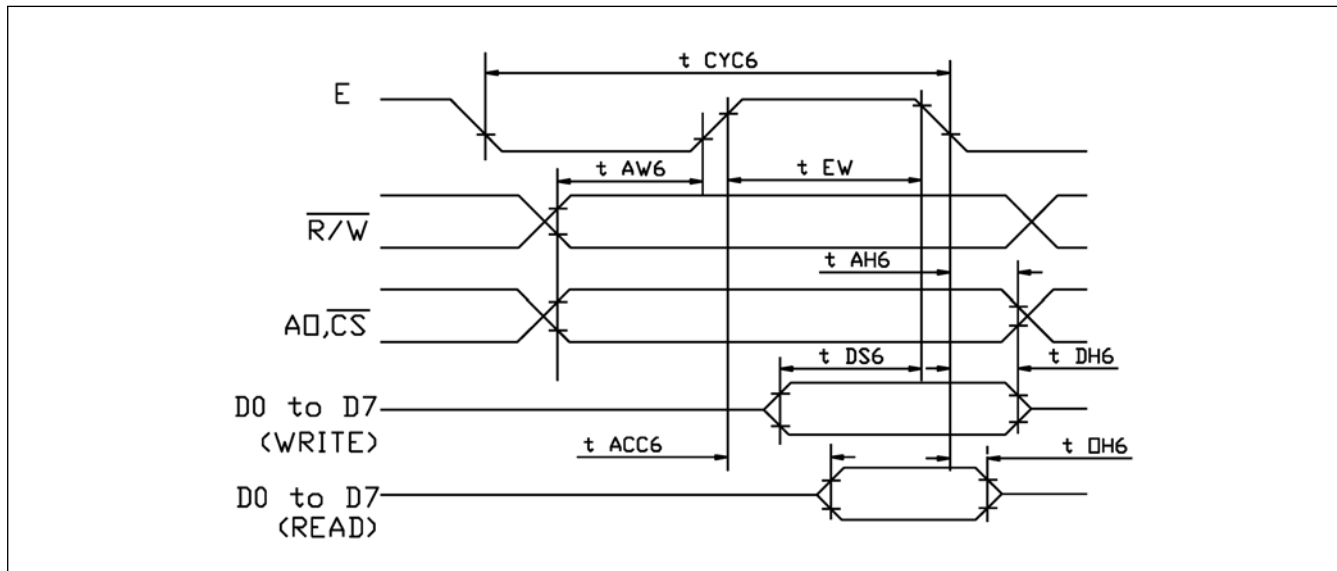 t CYC6
E
t AW6
t EW
R/W
t AH6
A0,CS
t DS6
t DH6
D0 to D7
(WRITE)
t ACC6
t OH6
D0 to D7
(READ)